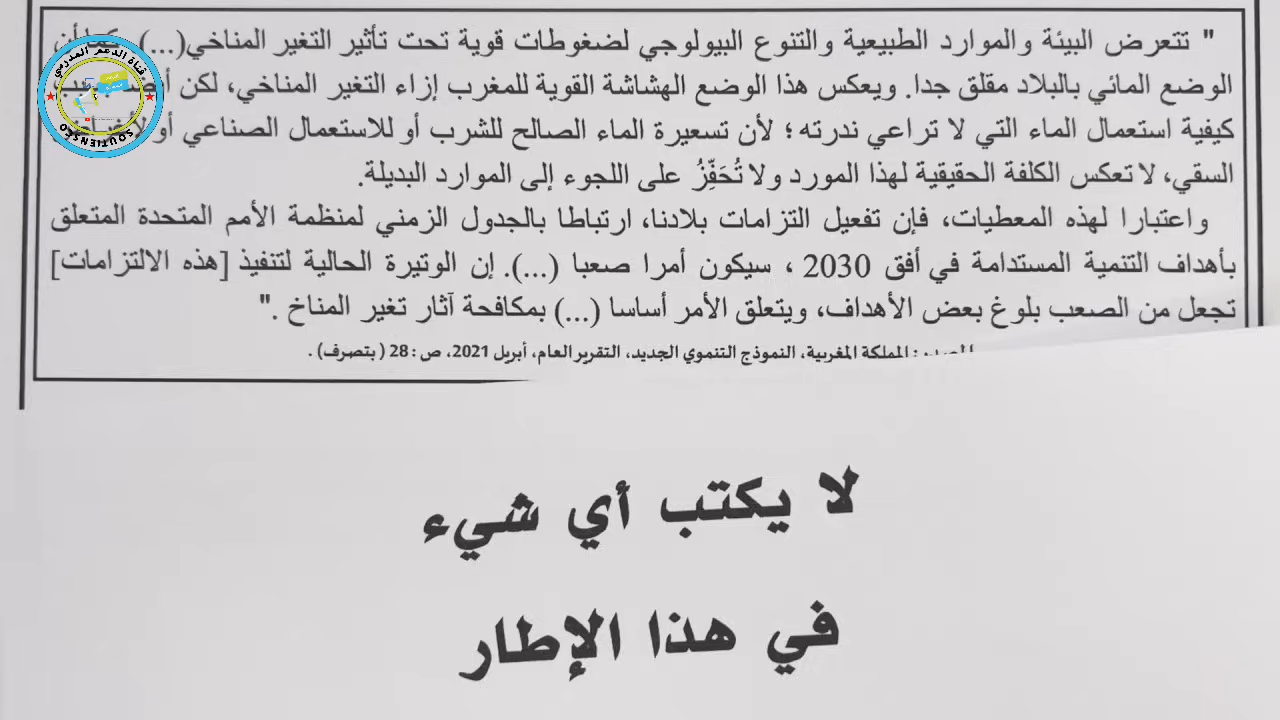 " تتعرض البيئة والموارد الطبيعية والتنوع البيولوجي لضغوطات قوية تحت تأثير التغير المناخي(...)
الوضع المائي بالبلاد مقلق جدا. ويعكس هذا الوضع الهشاشة القوية للمغرب إزاء التغير المناخي، لكن
كيفية استعمال الماء التي لا تراعي ندرته ؛ لأن تسعيرة الماء الصالح للشرب أو للاستعمال الصناعي أو
السقي، لا تعكس الكلفة الحقيقية لهذا المورد ولا تُحَفِّزُ على اللجوء إلى الموارد البديلة.
واعتبارا لهذه المعطيات، فإن تفعيل التزامات بلادنا، ارتباطا بالجدول الزمني لمنظمة الأمم المتحدة المتعلق
بأهداف التنمية المستدامة في أفق 2030 ، سيكون أمرا صعبا (...). إن الوتيرة الحالية لتنفيذ [هذه الالتزامات]
تجعل من الصعب بلوغ بعض الأهداف، ويتعلق الأمر أساسا (...) بمكافحة آثار تغير المناخ ."
المصدر : المملكة المغربية، النموذج التنموي الجديد، التقرير العام، أبريل 2021، ص : 28 ( بتصرف) .
لا يكتب أي شيء
في هذا الإطار
قناة الدعم المدرسي
SOUTIENSKO